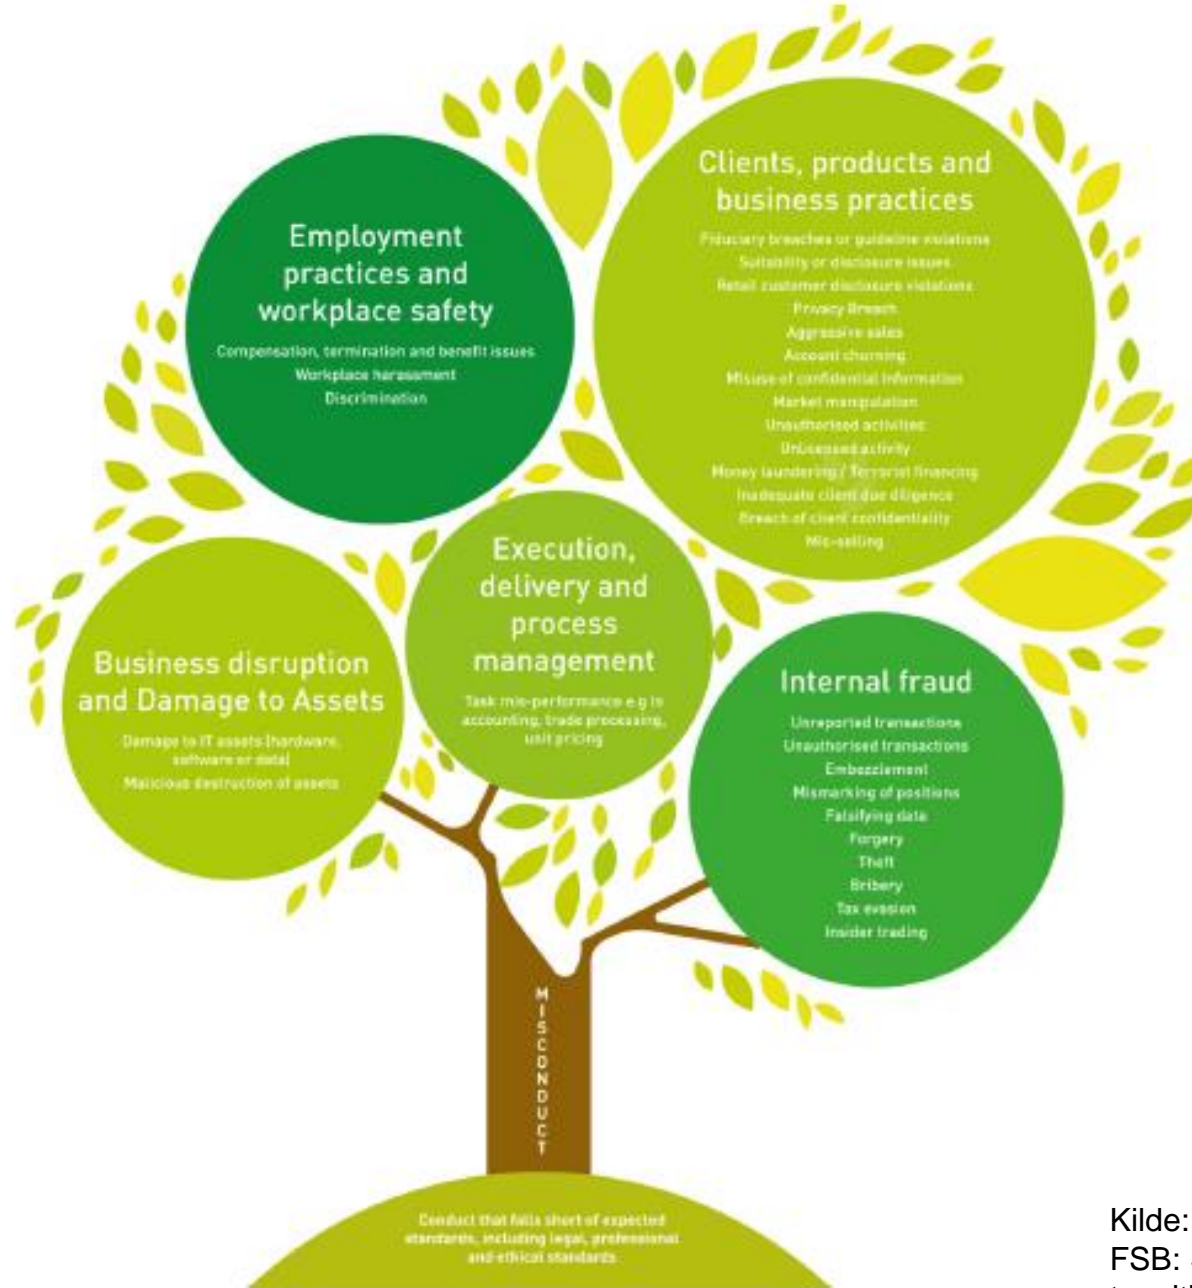 Clients, products and
business practices
Fiduciary breaches or guideline violations
Suitability or disclosure issues
Retail customer disclosure violations
Privacy Breach
Aggressive sales
Account churning
Misuse of confidential information
Market manipulation
Unauthorised activities
Unlicensed activity
Money laundering / Terrorist financing
Inadequate client due diligence
Breach of client confidentiality
Mis-selling
Employment
practices and
workplace safety
Compensation, termination and benefit issues
Workplace harassment
Discrimination
Execution,
delivery and
process
management
Task mis-performance e.g in
accounting, trade processing,
unit pricing
Business disruption
and Damage to Assets
Damage to IT assets (hardware,
software or data)
Malicious destruction of assets
Internal fraud
Unreported transactions
Unauthorised transactions
Embezzlement
Mismarking of positions
Falsifying data
Forgery
Theft
Bribery
Tax evasion
Insider trading
MISCONDUCT
Conduct that falls short of expected
standards, including legal, professional
and ethical standards
Kilde:
FSB: